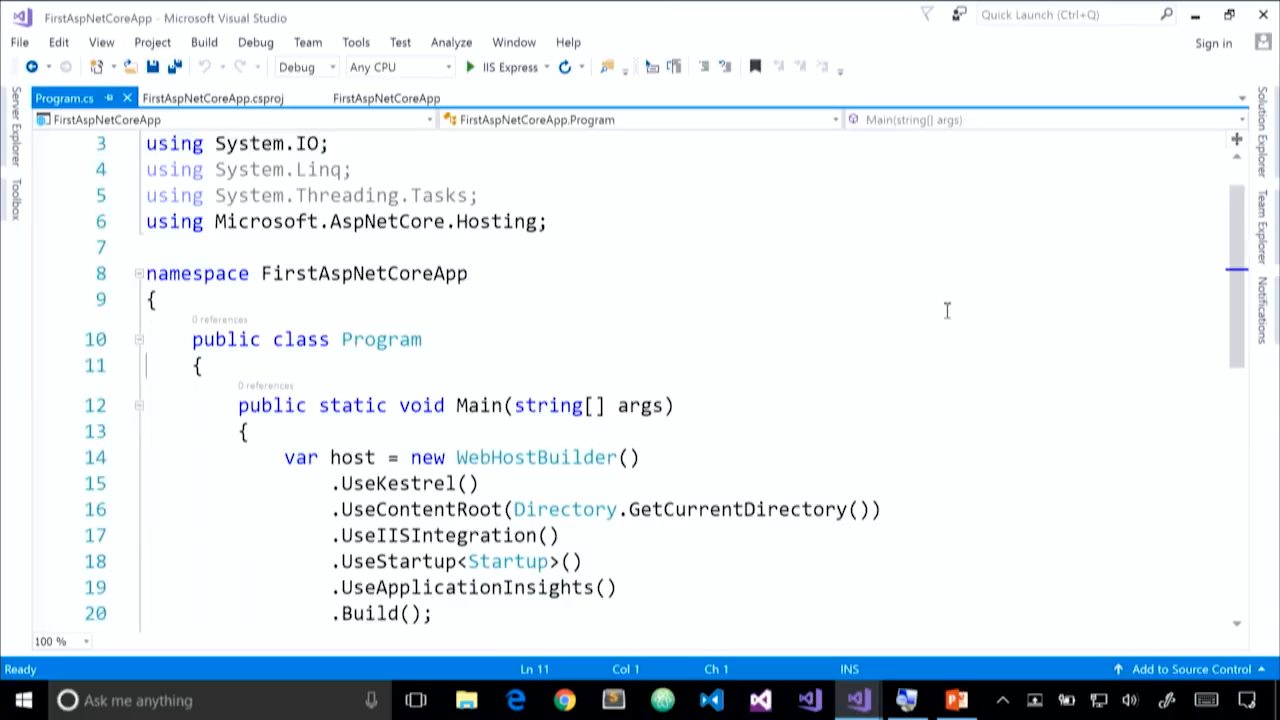 FirstAspNetCoreApp - Microsoft Visual Studio
Quick Launch (Ctrl+Q)
File Edit View Project Build Debug Team Tools Test Analyze Window Help
Sign in
Debug Any CPU IIS Express
Program.cs FirstAspNetCoreApp.csproj FirstAspNetCoreApp
FirstAspNetCoreApp FirstAspNetCoreApp.Program Main(string[] args)
Server Explorer
Toolbox
Solution Explorer
Team Explorer
Notifications
3 using System.IO;
4 using System.Linq;
5 using System.Threading.Tasks;
6 using Microsoft.AspNetCore.Hosting;
7
8 namespace FirstAspNetCoreApp
9 {
0 references
10 public class Program
11 {
0 references
12 public static void Main(string[] args)
13 {
14 var host = new WebHostBuilder()
15 .UseKestrel()
16 .UseContentRoot(Directory.GetCurrentDirectory())
17 .UseIISIntegration()
18 .UseStartup<Startup>()
19 .UseApplicationInsights()
20 .Build();
100 %
Ready Ln 11 Col 1 Ch 1 INS Add to Source Control
Ask me anything